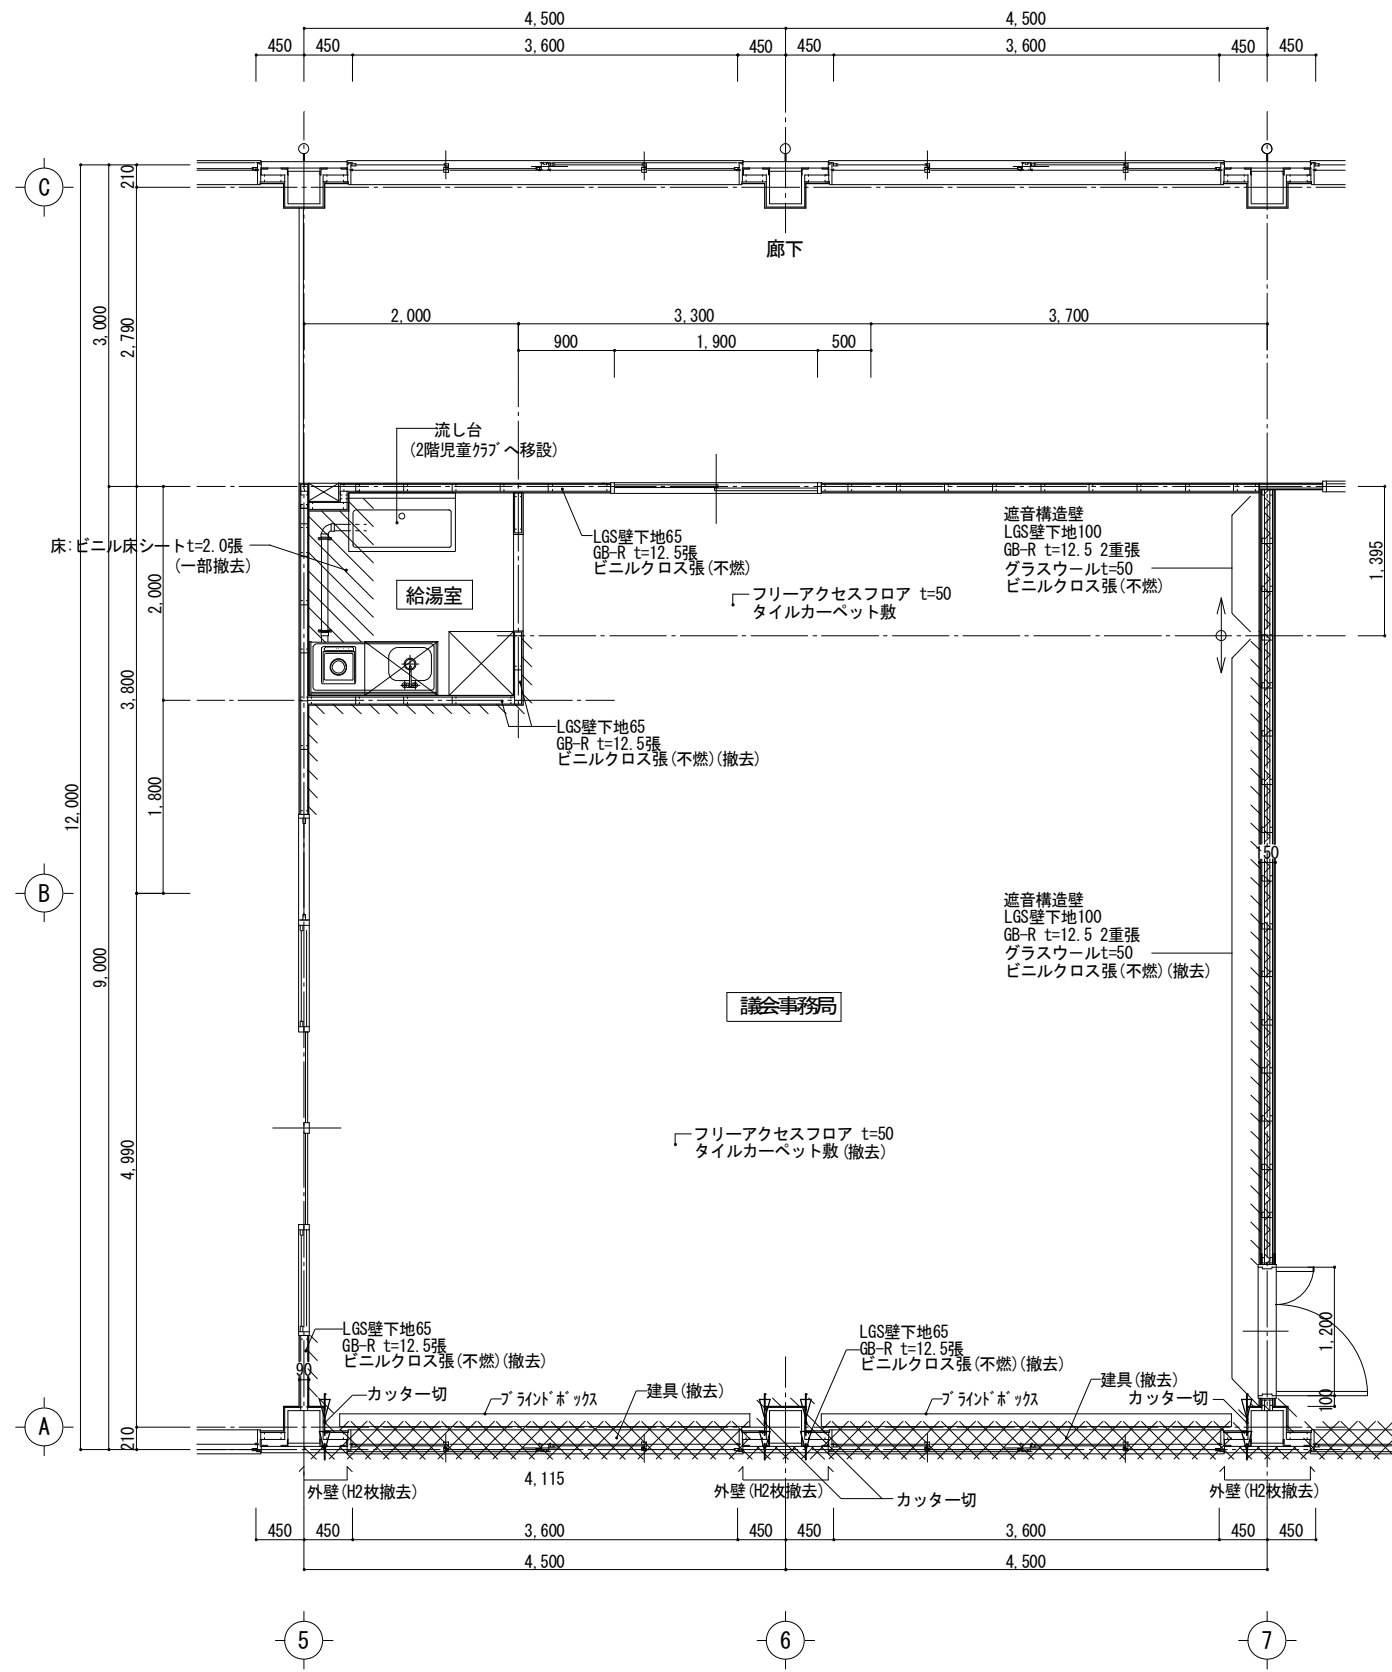 4,500
4,500
450
450
3,600
450
450
3,600
450
450
C
210
廊下
3,000
2,790
2,000
3,300
3,700
900
1,900
500
流し台
(2階児童ｸﾗﾌﾞへ移設)
床:ビニル床シートt=2.0張
(一部撤去)
給湯室
LGS壁下地65
GB-R t=12.5張
ビニルクロス張(不燃)
フリーアクセスフロア t=50
タイルカーペット敷
遮音構造壁
LGS壁下地100
GB-R t=12.5 2重張
グラスウールt=50
ビニルクロス張(不燃)
1,395
2,000
3,800
LGS壁下地65
GB-R t=12.5張
ビニルクロス張(不燃)(撤去)
12,000
1,800
B
9,000
遮音構造壁
LGS壁下地100
GB-R t=12.5 2重張
グラスウールt=50
ビニルクロス張(不燃)(撤去)
議会事務局
フリーアクセスフロア t=50
タイルカーペット敷(撤去)
4,990
LGS壁下地65
GB-R t=12.5張
ビニルクロス張(不燃)(撤去)
90
LGS壁下地65
GB-R t=12.5張
ビニルクロス張(不燃)(撤去)
1,200
100
カッター切
ﾌﾞﾗｲﾝﾄﾞﾎﾞｯｸｽ
建具(撤去)
ﾌﾞﾗｲﾝﾄﾞﾎﾞｯｸｽ
建具(撤去)
カッター切
A
210
外壁(H2枚撤去)
4,115
外壁(H2枚撤去)
カッター切
外壁(H2枚撤去)
450
450
3,600
450
450
3,600
450
450
4,500
4,500
5
6
7